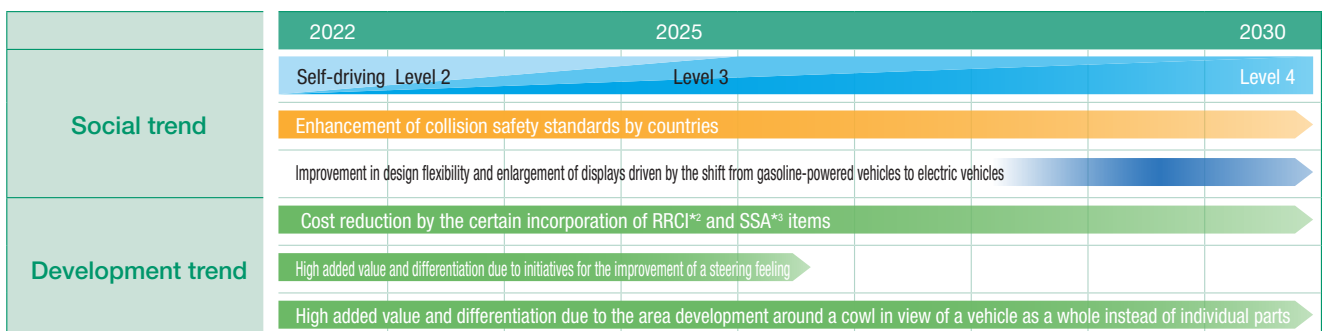 2022 2025 2030
Social trend
Self-driving Level 2 Level 3 Level 4
Enhancement of collision safety standards by countries
Improvement in design flexibility and enlargement of displays driven by the shift from gasoline-powered vehicles to electric vehicles
Development trend
Cost reduction by the certain incorporation of RRCI*2 and SSA*3 items
High added value and differentiation due to initiatives for the improvement of a steering feeling
High added value and differentiation due to the area development around a cowl in view of a vehicle as a whole instead of individual parts